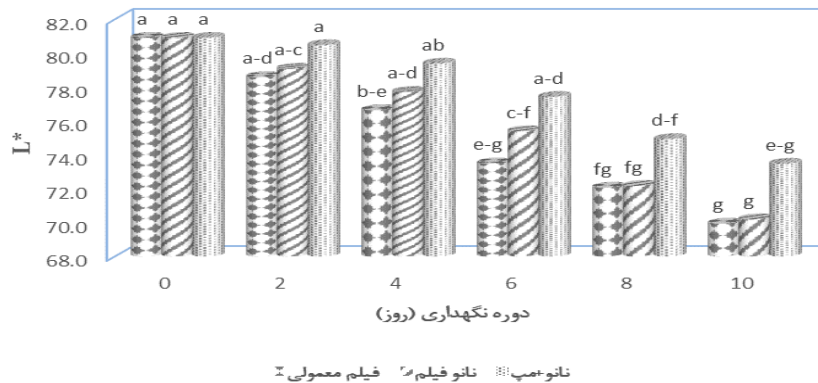 82.0
80.0
78.0
76.0
74.0
72.0
70.0
68.0
L*
a a a
a-d a-c a
b-e a-d ab
e-g c-f a-d
fg fg d-f
g g e-g
0 2 4 6 8 10
دوره نگهداری (روز)
فیلم معمولی نانو فیلم نانو+مپ